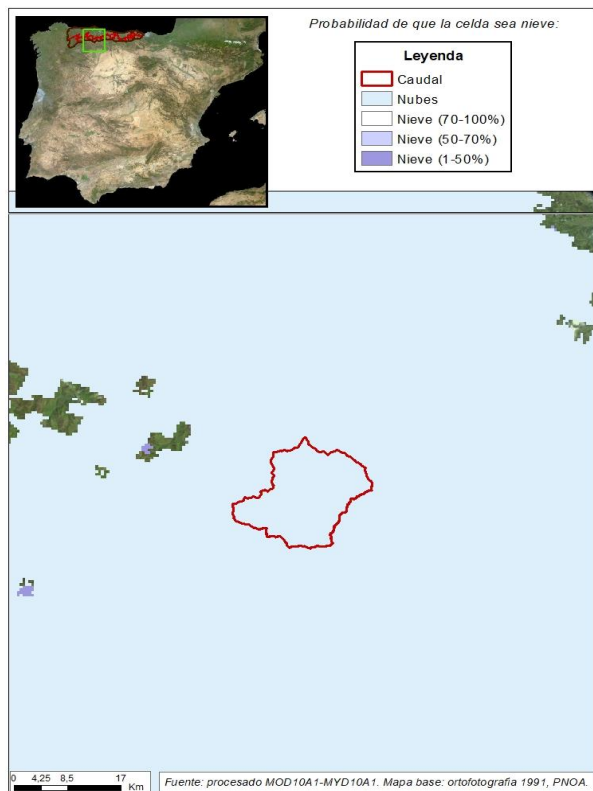 Probabilidad de que la celda sea nieve:
Leyenda
Caudal
Nubes
Nieve (70-100%)
Nieve (50-70%)
Nieve (1-50%)
0 4,25 8,5 17
Km
Fuente: procesado MOD10A1-MYD10A1. Mapa base: ortofotografia 1991, PNOA.